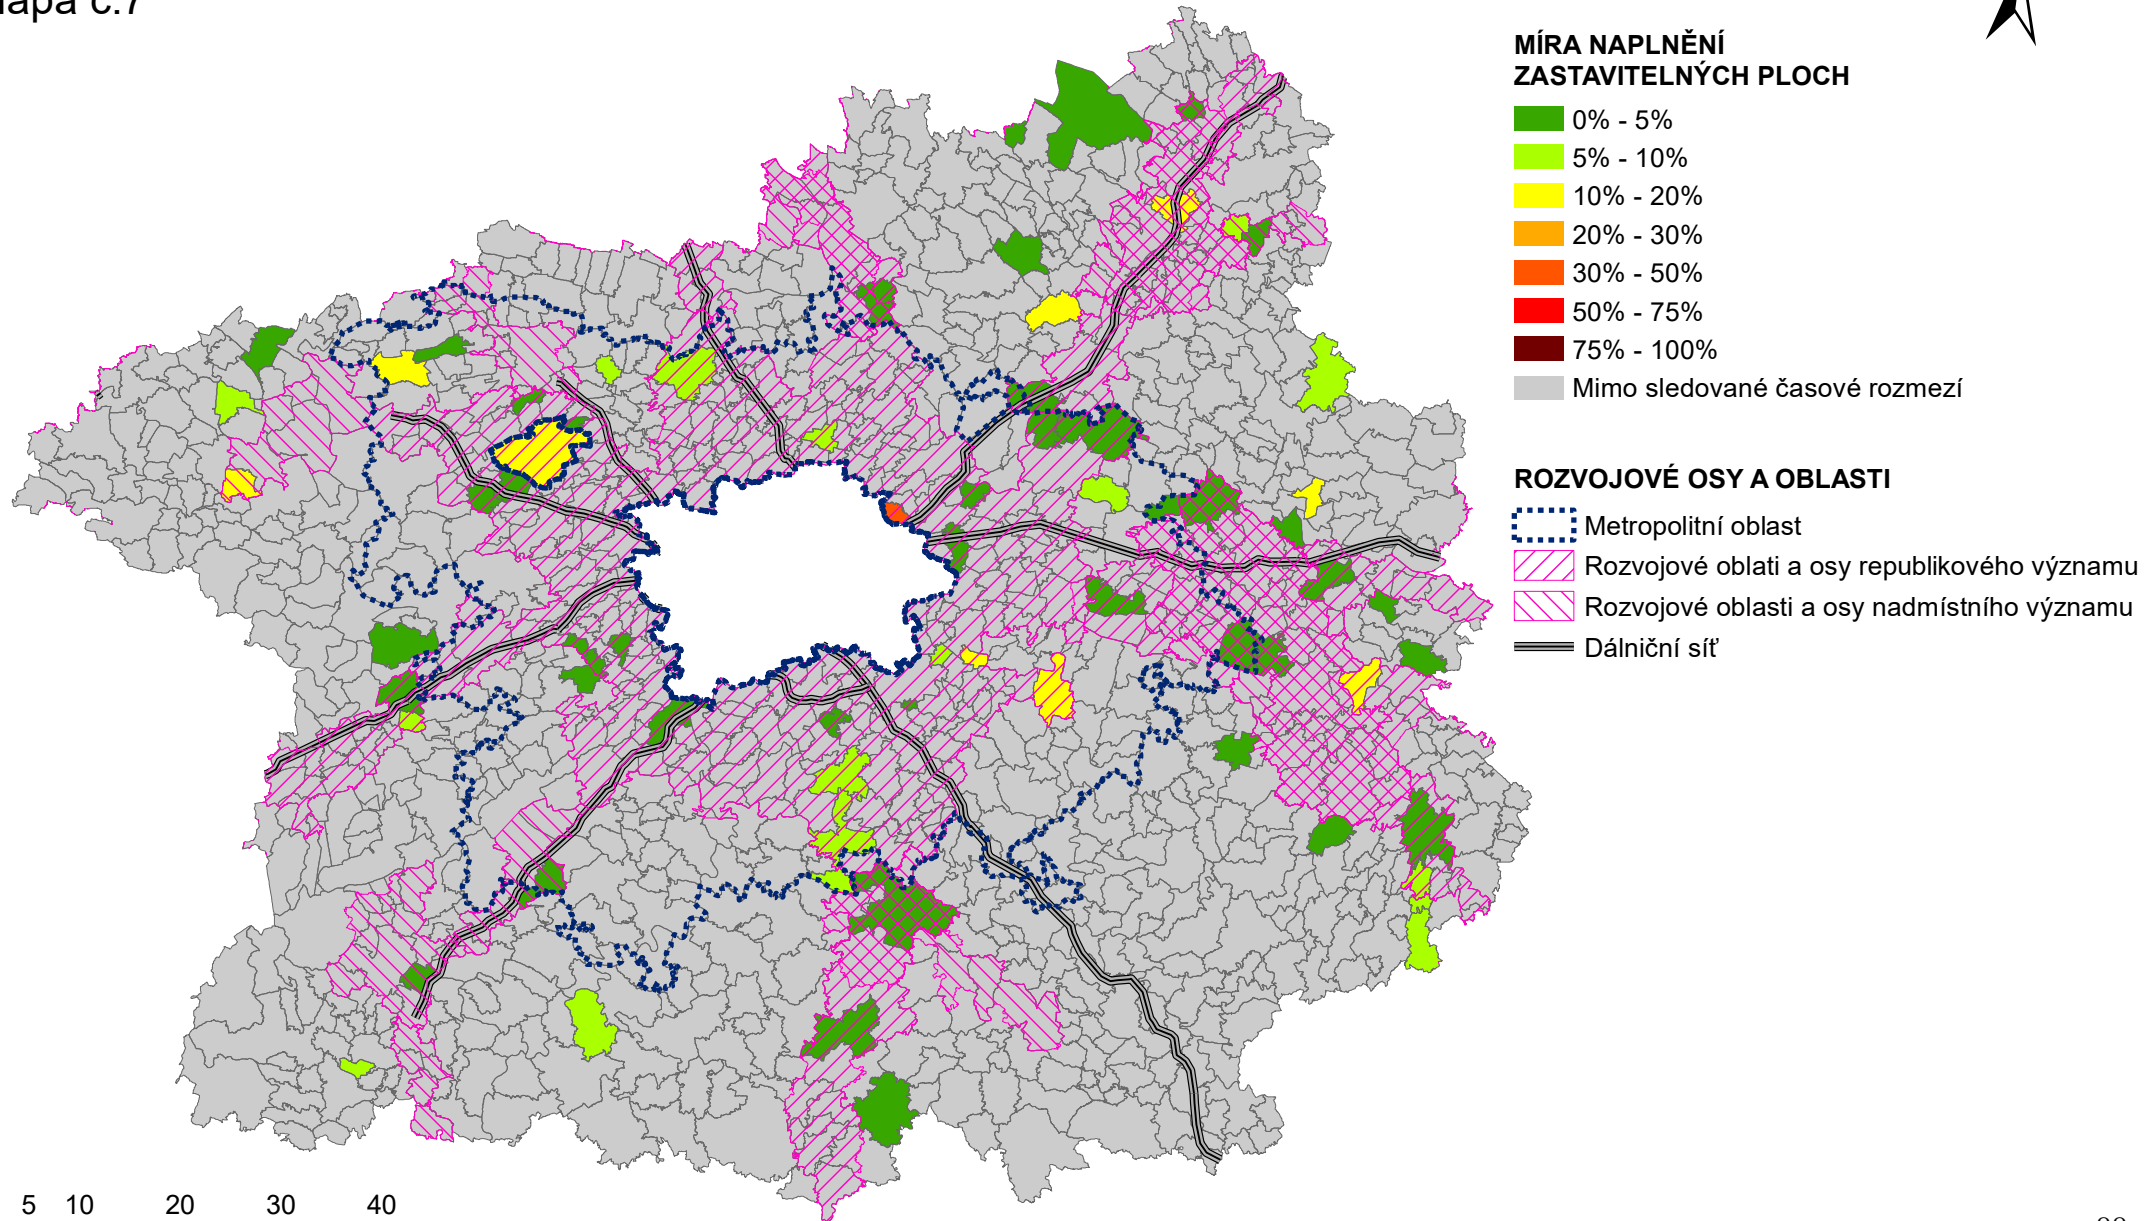 mapa č.7
MÍRA NAPLNĚNÍ
ZASTAVITELNÝCH PLOCH
0% - 5%
5% - 10%
10% - 20%
20% - 30%
30% - 50%
50% - 75%
75% - 100%
Mimo sledované časové rozmezí
ROZVOJOVÉ OSY A OBLASTI
Metropolitní oblast
Rozvojové oblati a osy republikového významu
Rozvojové oblasti a osy nadmístního významu
Dálniční síť
5 10 20 30 40